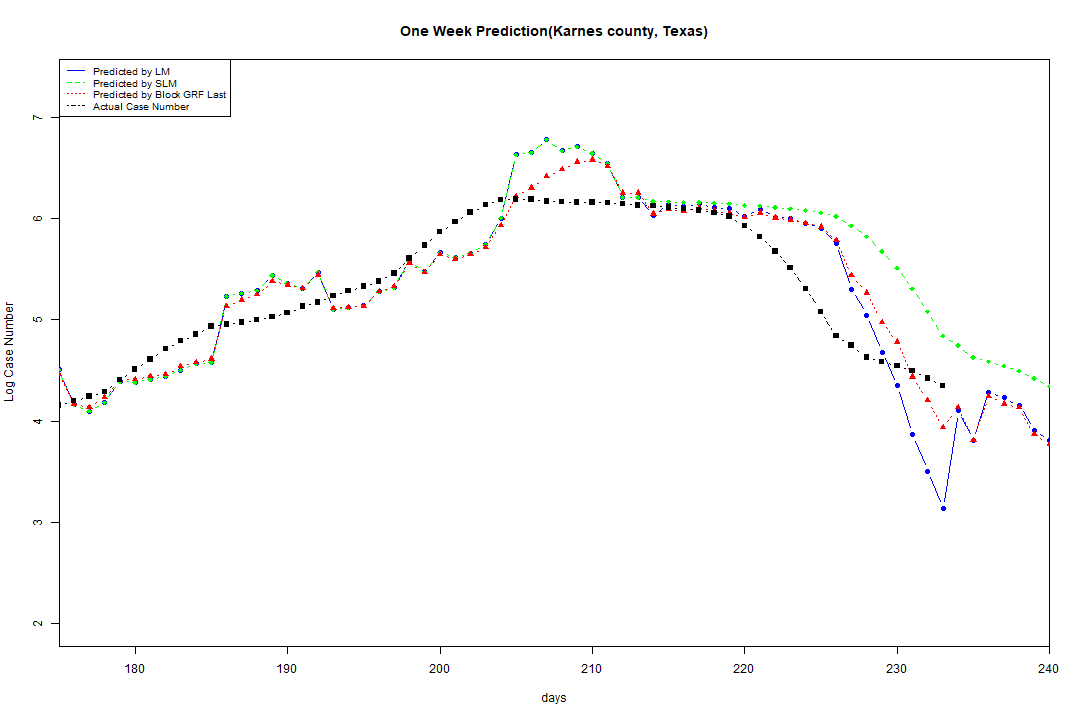 One Week Prediction(Karnes county, Texas)
Predicted by LM
Predicted by SLM
Predicted by Block GRF Last
Actual Case Number
Log Case Number
7
6
5
4
3
2
180 190 200 210 220 230 240
days